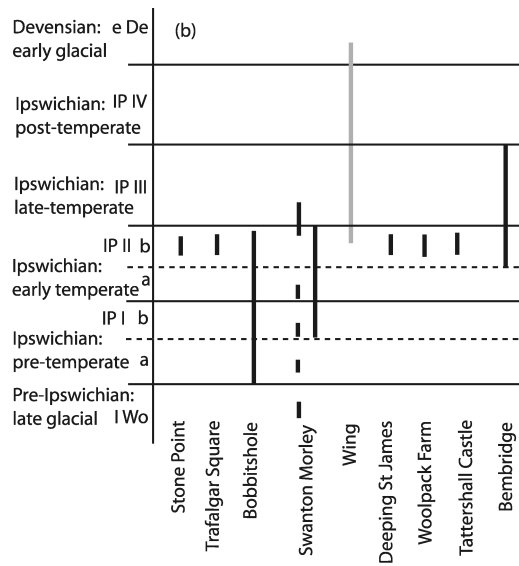 Devensian: e De
early glacial
(b)
Ipswichian: IP IV
post-temperate
Ipswichian: IP III
late-temperate
IP II b
Ipswichian:
early temperate a
IP I b
Ipswichian:
pre-temperate a
Pre-Ipswichian:
late glacial I Wo
Stone Point
Trafalgar Square
Bobbitshole
Swanton Morley
Wing
Deeping St James
Woolpack Farm
Tattershall Castle
Bembridge